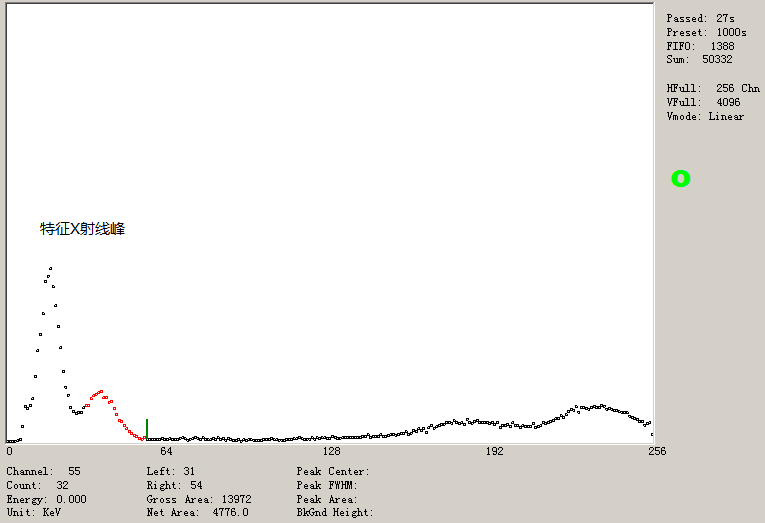 Passed: 27s
Preset: 1000s
FIFO: 1388
Sum: 50332
HFull: 256 Chn
VFull: 4096
Vmode: Linear
特征X射线峰
0 64 128 192 256
Channel: 55 Left: 31 Peak Center:
Count: 32 Right: 54 Peak FWHM:
Energy: 0.000 Gross Area: 13972 Peak Area:
Unit: KeV Net Area: 4776.0 BkGnd Height: